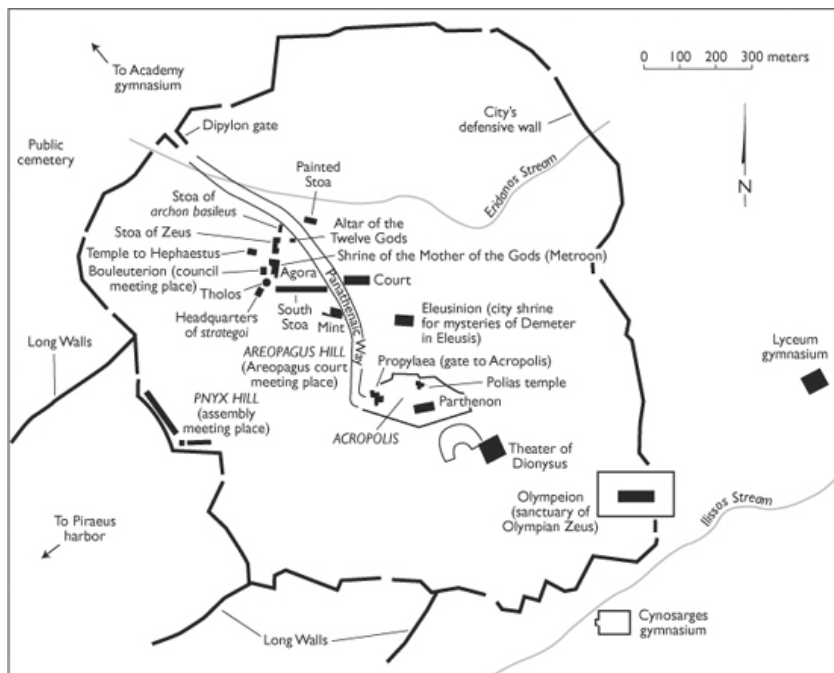 0 100 200 300 meters
To Academy
gymnasium
City's
defensive wall
Dipylon gate
Public
cemetery
Painted
Stoa
Eridanos Stream
N
Stoa of
archon basileus
Altar of the
Twelve Gods
Stoa of Zeus
Temple to Hephaestus
Shrine of the Mother of the Gods (Metroon)
Bouleuterion (council
meeting place)
Agora
Panathenaic Way
Court
Tholos
South
Stoa
Mint
Headquarters
of strategoi
Eleusinion (city shrine
for mysteries of Demeter
in Eleusis)
Lyceum
gymnasium
Long Walls
AREOPAGUS HILL
(Areopagus court
meeting place)
Propylaea (gate to Acropolis)
Polias temple
PNYX HILL
(assembly
meeting place)
Parthenon
ACROPOLIS
Theater of
Dionysus
Olympeion
(sanctuary of
Olympian Zeus)
Ilissos Stream
To Piraeus
harbor
Long Walls
Cynosarges
gymnasium